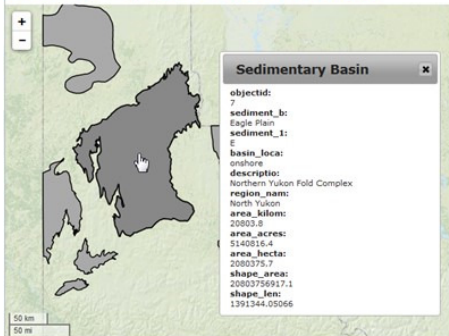 +
−
Sedimentary Basin
×
objectid:
7
sediment_b:
Eagle Plain
sediment_1:
E
basin_loca:
onshore
descriptio:
Northern Yukon Fold Complex
region_nam:
North Yukon
area_kilom:
20803.8
area_acres:
5140816.4
area_hecta:
2080375.7
shape_area:
20803756917.1
shape_len:
1391344.05066
50 km
50 mi